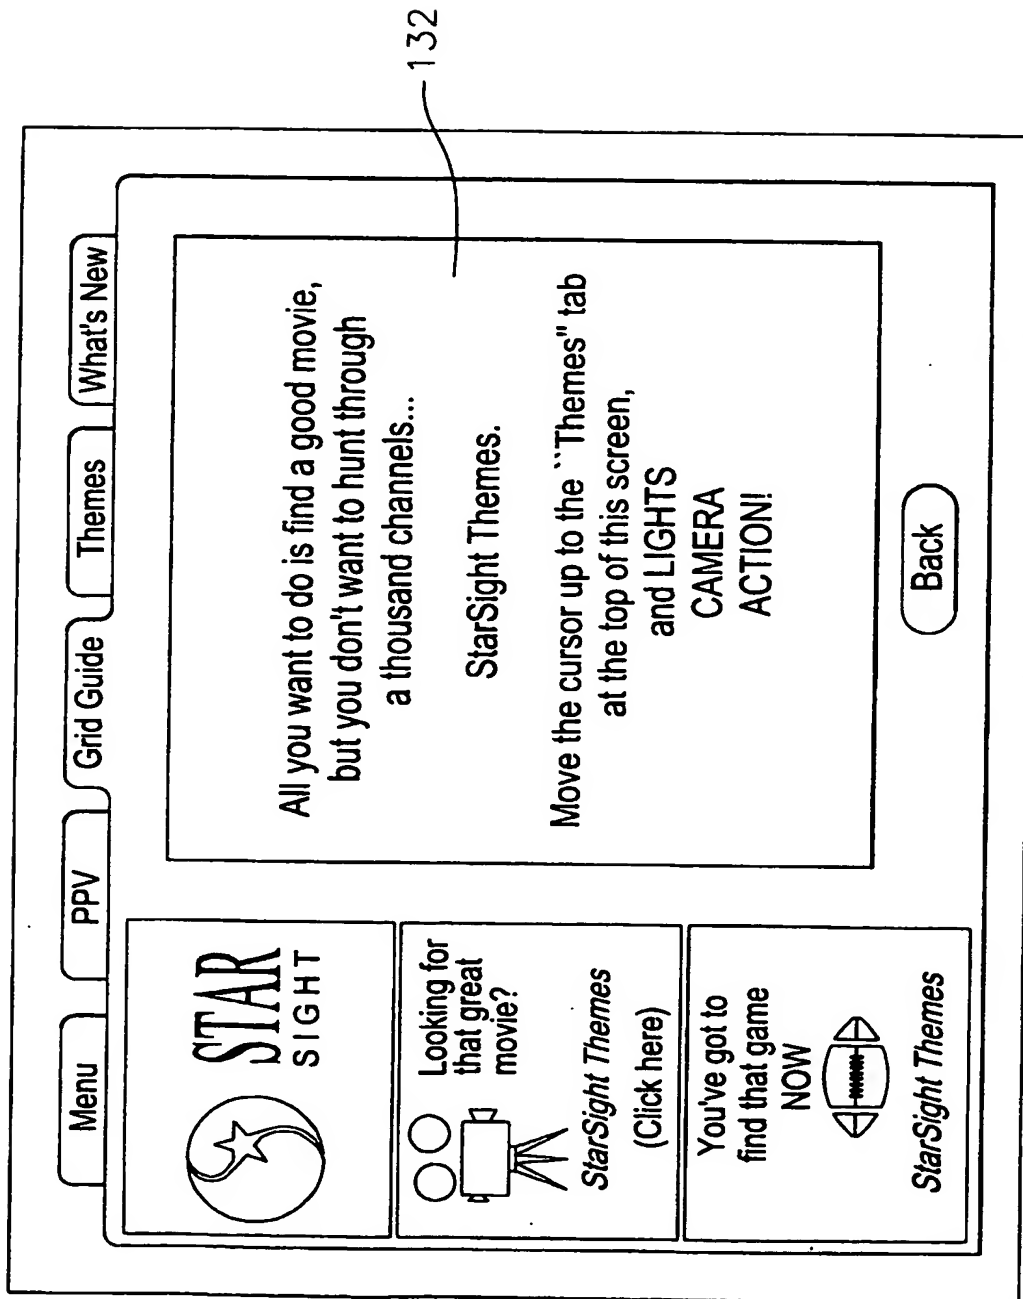 Menu
PPV
Grid Guide
Themes
What's New
STAR
SIGHT
Looking for
that great
movie?
StarSight Themes
(Click here)
You've got to
find that game
NOW
StarSight Themes
All you want to do is find a good movie,
but you don't want to hunt through
a thousand channels...
StarSight Themes.
Move the cursor up to the ``Themes" tab
at the top of this screen,
and LIGHTS
CAMERA
ACTION!
Back
132